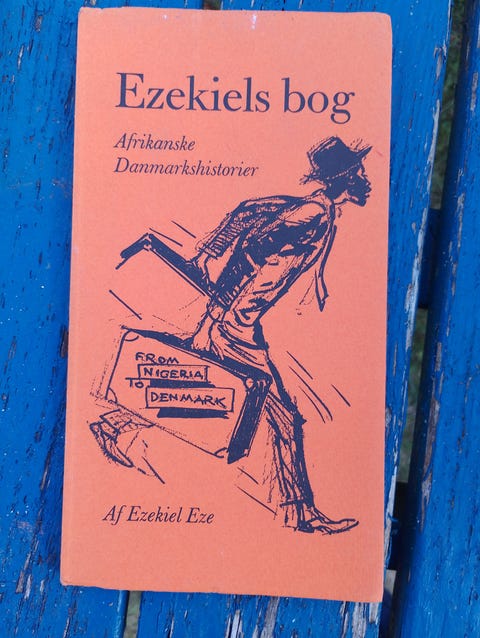 Ezekiels bog
Afrikanske
Danmarkshistorier
FROM
NIGERIA
TO
DENMARK
Af Ezekiel Eze